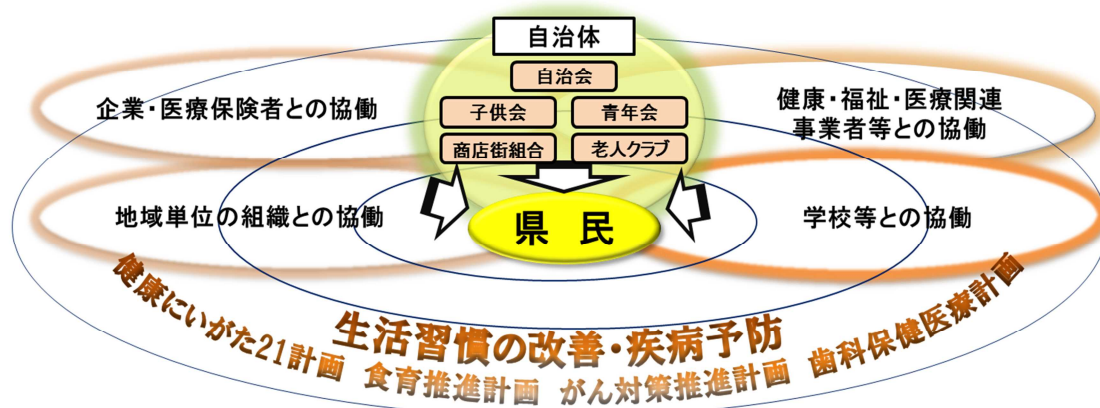 自治体
自治会
子供会
青年会
商店街組合
老人クラブ
企業・医療保険者との協働
健康・福祉・医療関連
事業者等との協働
地域単位の組織との協働
学校等との協働
県 民
生活習慣の改善・疾病予防
健康にいがた21計画
食育推進計画
がん対策推進計画
歯科保健医療計画